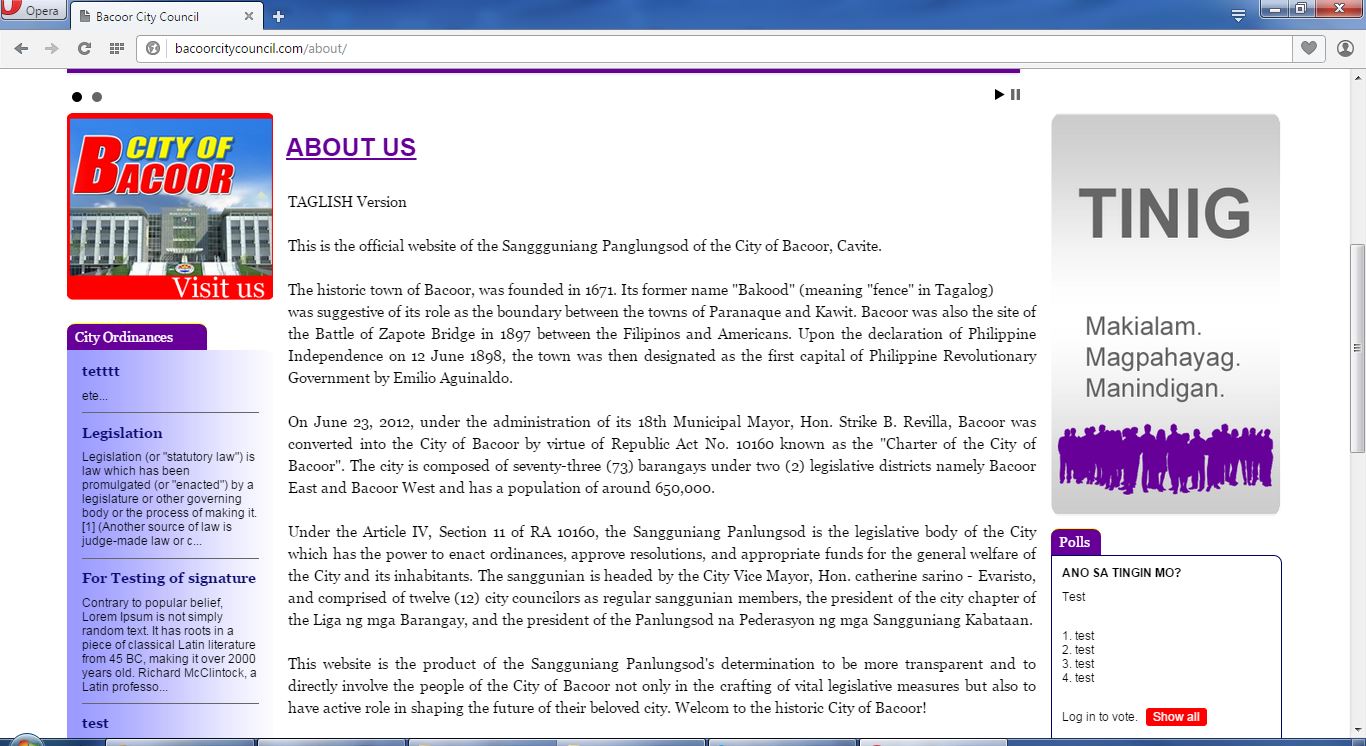 Opera
Bacoor City Council
bacoorcitycouncil.com/about/
BCITY OF
BACOOR
Visit us
City Ordinances
tetttt
ete...
Legislation
Legislation (or "statutory law") is
law which has been
promulgated (or "enacted") by a
legislature or other governing
body or the process of making it.
[1] (Another source of law is
judge-made law or c...
For Testing of signature
Contrary to popular belief,
Lorem Ipsum is not simply
random text. It has roots in a
piece of classical Latin literature
from 45 BC, making it over 2000
years old. Richard McClintock, a
Latin professo...
test
ABOUT US
TAGLISH Version
This is the official website of the Sanggguniang Panglungsod of the City of Bacoor, Cavite.
The historic town of Bacoor, was founded in 1671. Its former name "Bakood" (meaning "fence" in Tagalog)
was suggestive of its role as the boundary between the towns of Paranaque and Kawit. Bacoor was also the site of
the Battle of Zapote Bridge in 1897 between the Filipinos and Americans. Upon the declaration of Philippine
Independence on 12 June 1898, the town was then designated as the first capital of Philippine Revolutionary
Government by Emilio Aguinaldo.
On June 23, 2012, under the administration of its 18th Municipal Mayor, Hon. Strike B. Revilla, Bacoor was
converted into the City of Bacoor by virtue of Republic Act No. 10160 known as the "Charter of the City of
Bacoor". The city is composed of seventy-three (73) barangays under two (2) legislative districts namely Bacoor
East and Bacoor West and has a population of around 650,000.
Under the Article IV, Section 11 of RA 10160, the Sangguniang Panlungsod is the legislative body of the City
which has the power to enact ordinances, approve resolutions, and appropriate funds for the general welfare of
the City and its inhabitants. The sanggunian is headed by the City Vice Mayor, Hon. catherine sarino - Evaristo,
and comprised of twelve (12) city councilors as regular sanggunian members, the president of the city chapter of
the Liga ng mga Barangay, and the president of the Panlungsod na Pederasyon ng mga Sangguniang Kabataan.
This website is the product of the Sangguniang Panlungsod's determination to be more transparent and to
directly involve the people of the City of Bacoor not only in the crafting of vital legislative measures but also to
have active role in shaping the future of their beloved city. Welcom to the historic City of Bacoor!
TINIG
Makialam.
Magpahayag.
Manindigan.
Polls
ANO SA TINGIN MO?
Test
1. test
2. test
3. test
4. test
Log in to vote. Show all